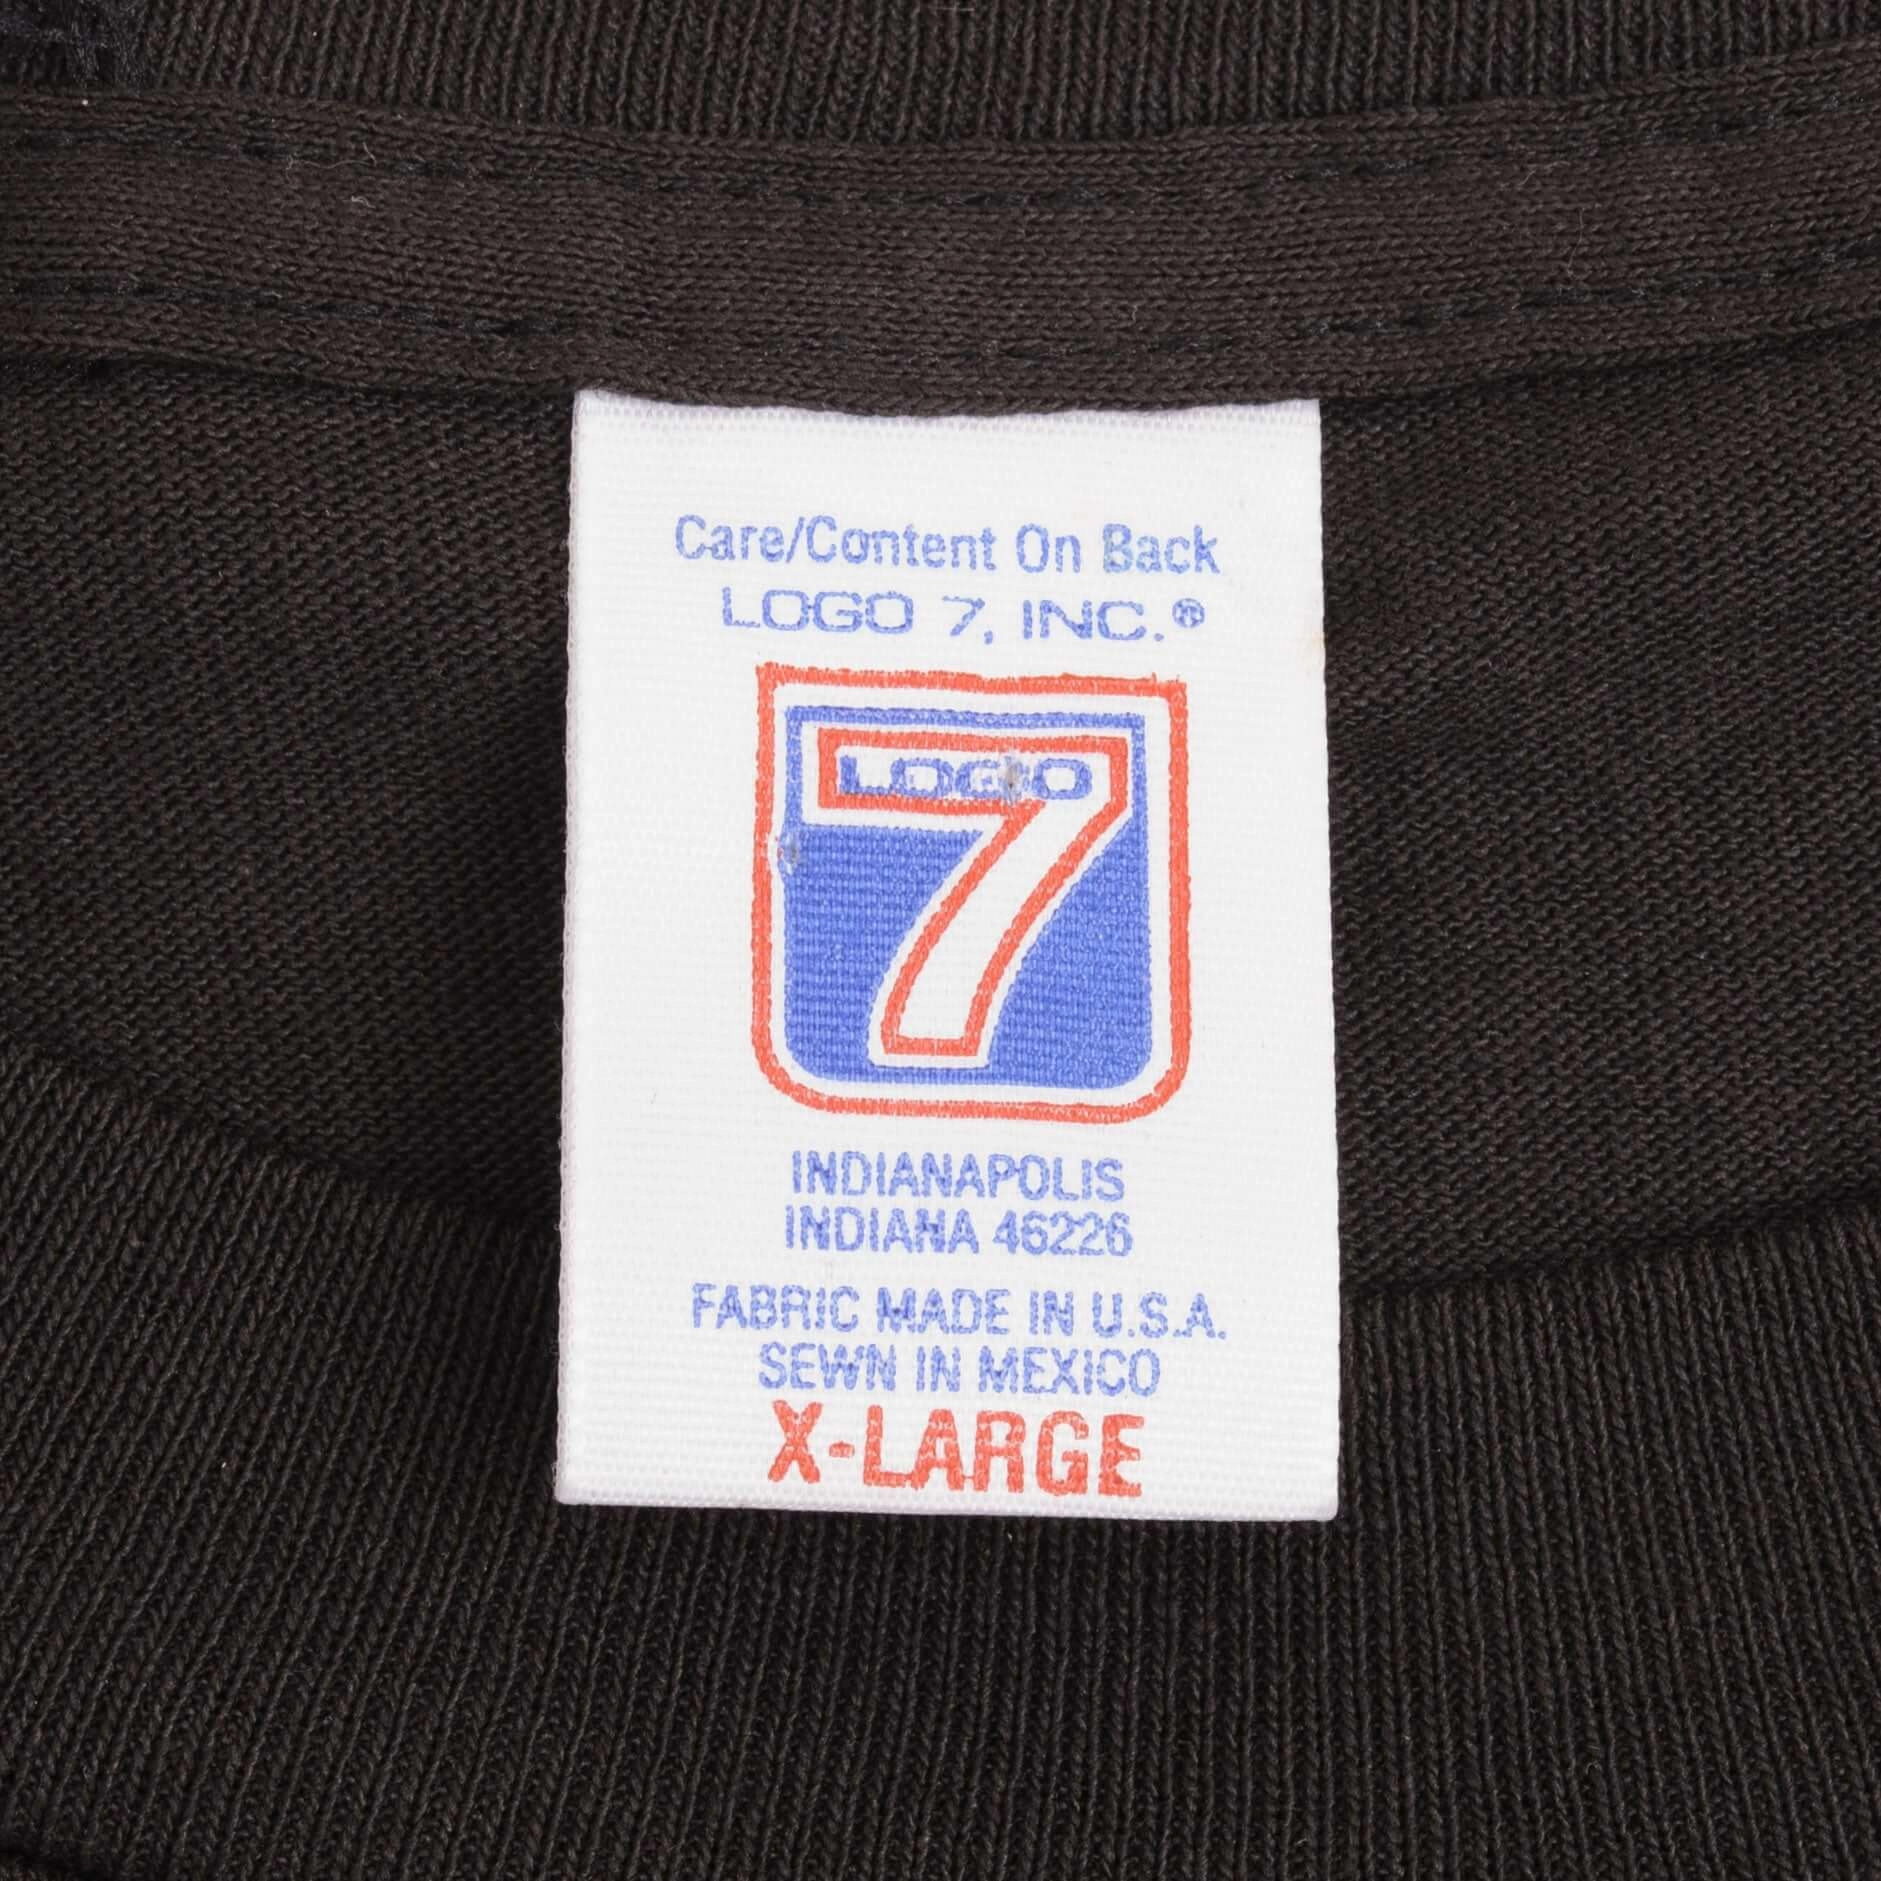 Care/Content On Back
LOGO 7, INC.®
LOGO
7
INDIANAPOLIS
INDIANA 46226
FABRIC MADE IN U.S.A.
SEWN IN MEXICO
X-LARGE